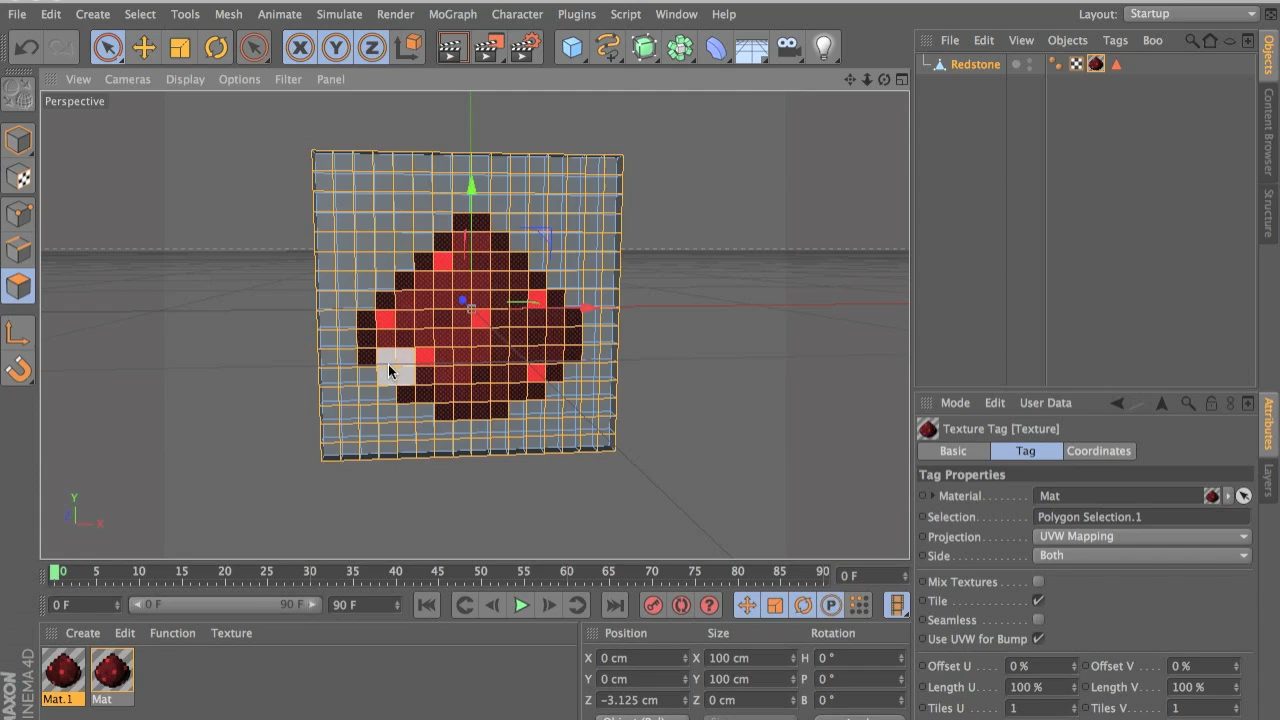 File Edit Create Select Tools Mesh Animate Simulate Render MoGraph Character Plugins Script Window Help Layout: Startup
X Y Z
File Edit View Objects Tags Boo
Redstone
View Cameras Display Options Filter Panel
Perspective
Y
Z X
Objects
Content Browser
Structure
Mode Edit User Data
Texture Tag [Texture]
Basic Tag Coordinates
Tag Properties
Material Mat
Selection Polygon Selection.1
Projection UVW Mapping
Side Both
Mix Textures
Tile
Seamless
Use UVW for Bump
Offset U 0 % Offset V 0 %
Length U 100 % Length V 100 %
Tiles U 1 Tiles V 1
Attributes
Layers
0 5 10 15 20 25 30 35 40 45 50 55 60 65 70 75 80 85 90 0 F
0 F 0 F 90 F 90 F
P
Create Edit Function Texture
Mat.1 Mat
Position Size Rotation
X 0 cm X 100 cm H 0 °
Y 0 cm Y 100 cm P 0 °
Z -3.125 cm Z 0 cm B 0 °
MAXON
CINEMA 4D